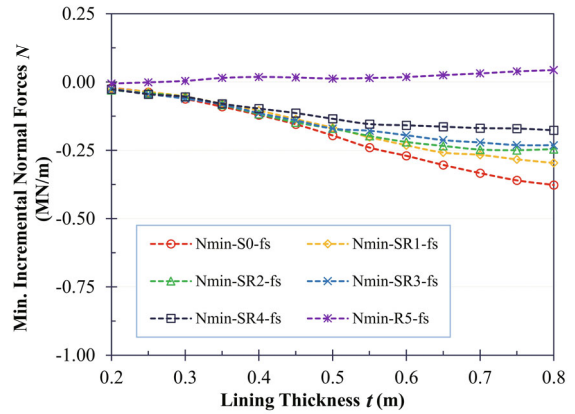 0.25
0.00
-0.25
-0.50
-0.75
-1.00
Min. Incremental Normal Forces N
(MN/m)
Nmin-S0-fs
Nmin-SR1-fs
Nmin-SR2-fs
Nmin-SR3-fs
Nmin-SR4-fs
Nmin-R5-fs
0.2
0.3
0.4
0.5
0.6
0.7
0.8
Lining Thickness t (m)